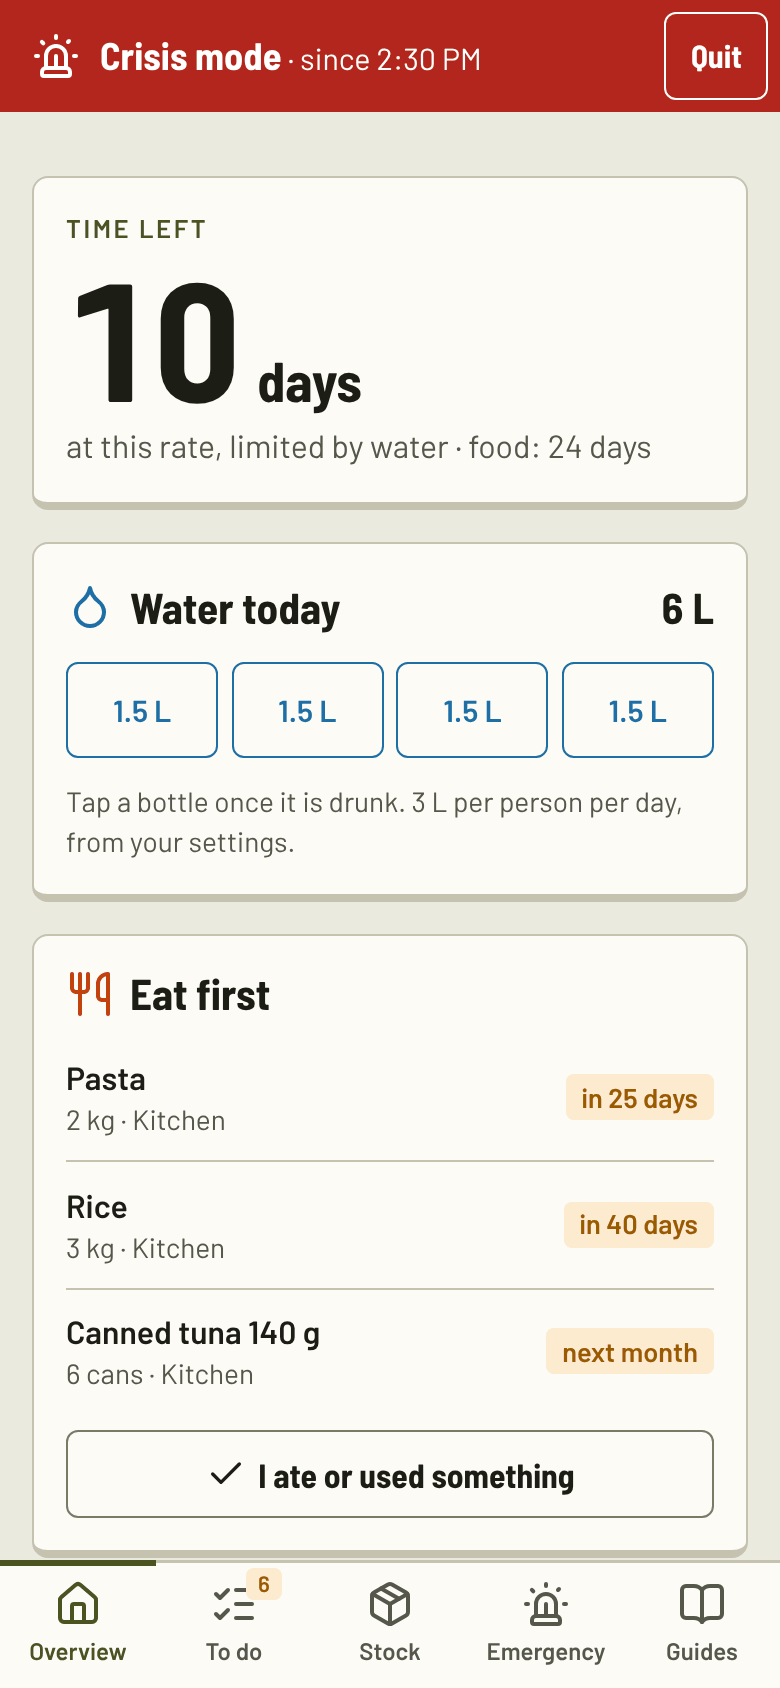 Crisis mode · since 2:30 PM
Quit
TIME LEFT
10 days
at this rate, limited by water · food: 24 days
Water today
6 L
1.5 L
1.5 L
1.5 L
1.5 L
Tap a bottle once it is drunk. 3 L per person per day,
from your settings.
Eat first
Pasta
2 kg · Kitchen
in 25 days
Rice
3 kg · Kitchen
in 40 days
Canned tuna 140 g
6 cans · Kitchen
next month
I ate or used something
Overview
6
To do
Stock
Emergency
Guides